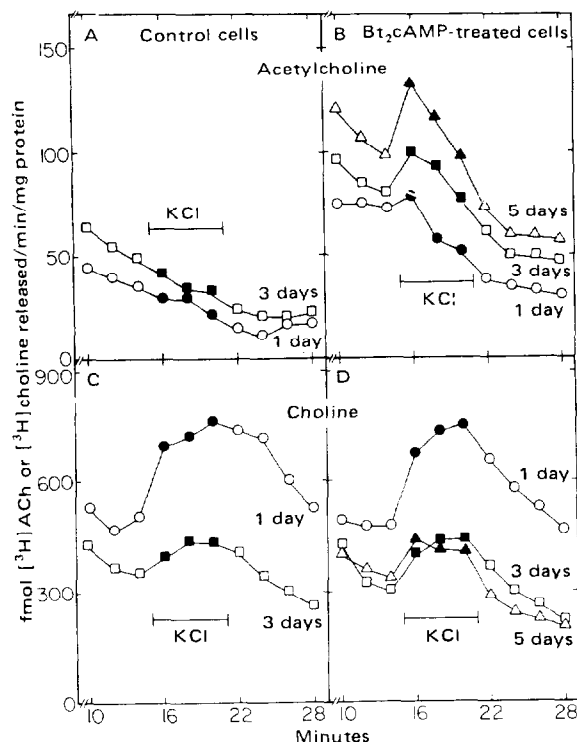 A Control cells
B Bt₂cAMP-treated cells
Acetylcholine
150
100
50
0
KCl
3 days
1 day
5 days
3 days
1 day
KCl
C
D
Choline
900
600
300
000
1 day
3 days
KCl
1 day
3 days
5 days
KCl
10 16 22 28
10 16 22 28
Minutes
fmol [³H] ACh or [³H] choline released/min/mg protein